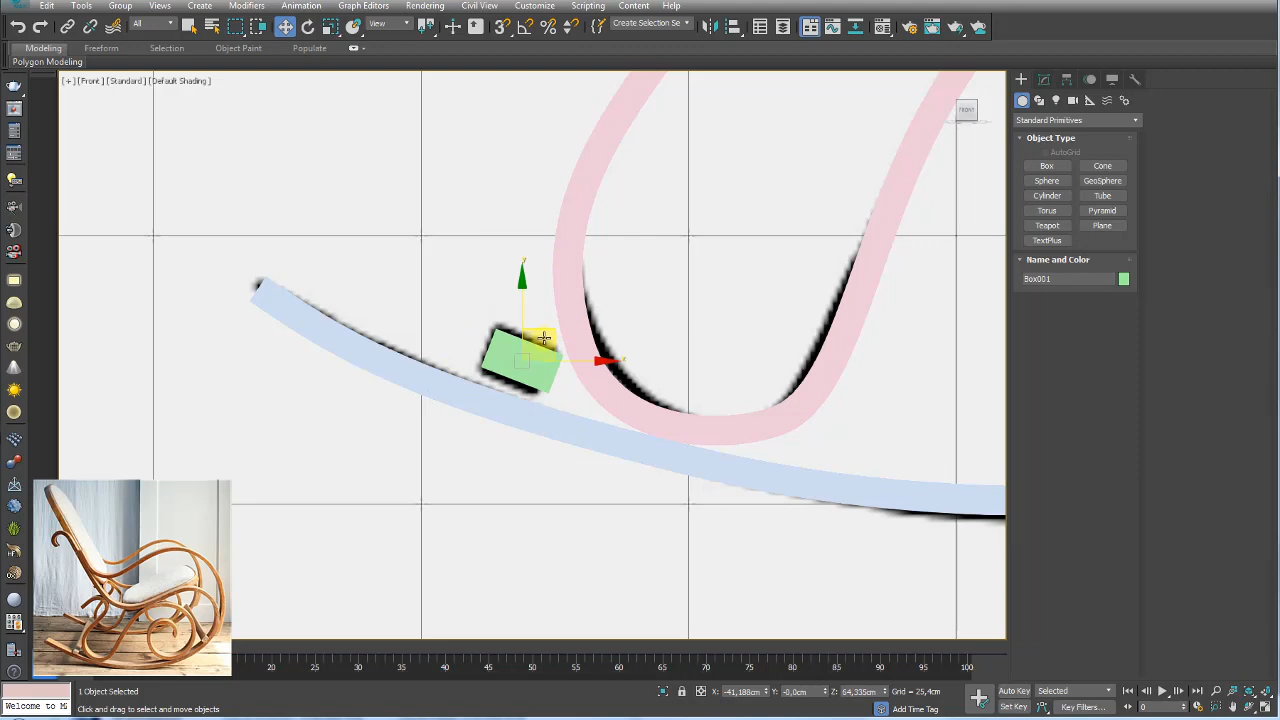 Edit Tools Group Views Create Modifiers Animation Graph Editors Rendering Civil View Customize Scripting Content Help
All View Create Selection Se
Modeling Freeform Selection Object Paint Populate
Polygon Modeling
[+] [Front] [Standard] [Default Shading]
FRONT
Standard Primitives
Object Type
AutoGrid
Box Cone
Sphere GeoSphere
Cylinder Tube
Torus Pyramid
Teapot Plane
TextPlus
Name and Color
Box001
20 25 30 35 40 45 50 55 60 65 70 75 80 85 90 95 100
1 Object Selected X: -41,188cm Y: -0,0cm Z: 64,335cm Grid = 25,4cm Auto Key Selected
Welcome to Mi Click and drag to select and move objects Add Time Tag Set Key Key Filters... 0